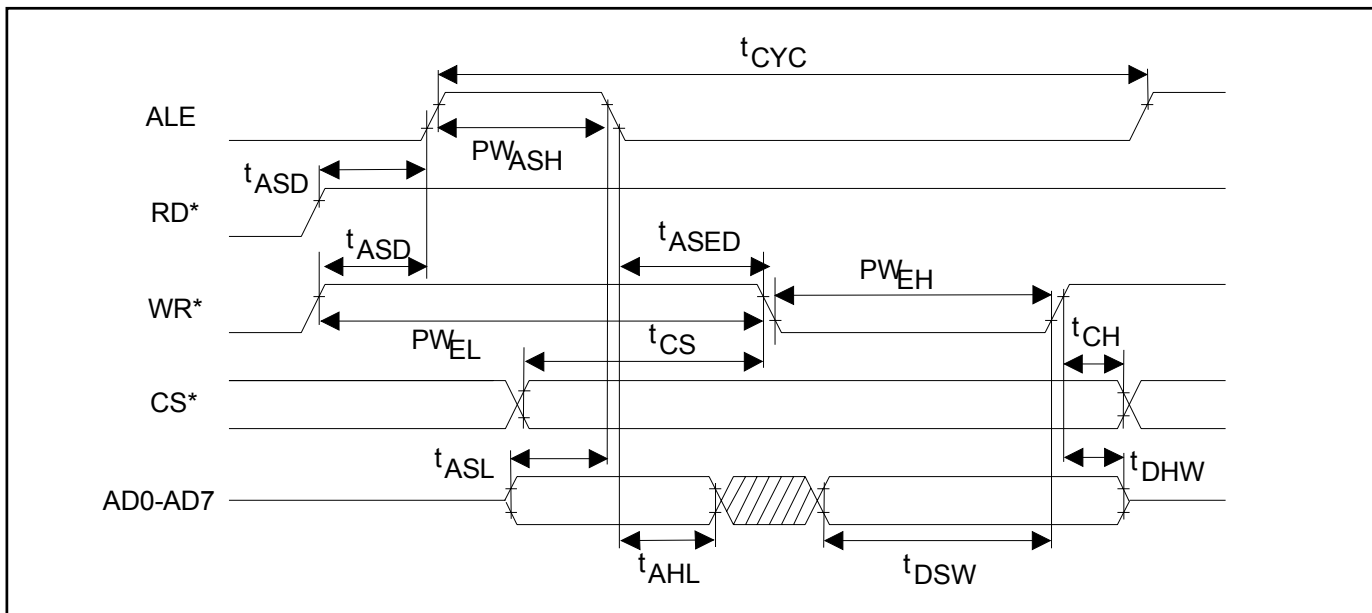 tCYC
ALE
PWASH
tASD
RD*
tASD
tASED
PWEH
WR*
PWEL
tCS
tCH
CS*
tASL
tDHW
AD0-AD7
tAHL
tDSW